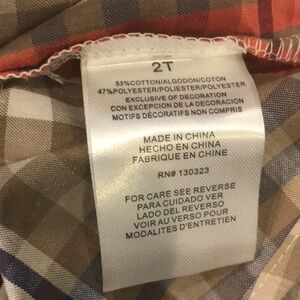 2T
53%COTTON/ALGODON/COTON
47%POLYESTER/POLIESTER/POLYESTER
EXCLUSIVE OF DECORATION
CON EXCEPCION DE LA DECORACION
MOTIFS DÉCORATIFS NON COMPRIS
MADE IN CHINA
HECHO EN CHINA
FABRIQUE EN CHINE
RN# 130323
FOR CARE SEE REVERSE
PARA CUIDADO VER
LADO DEL REVERSO
VOIR AU VERSO POUR
MODALITES D'ENTRETIEN